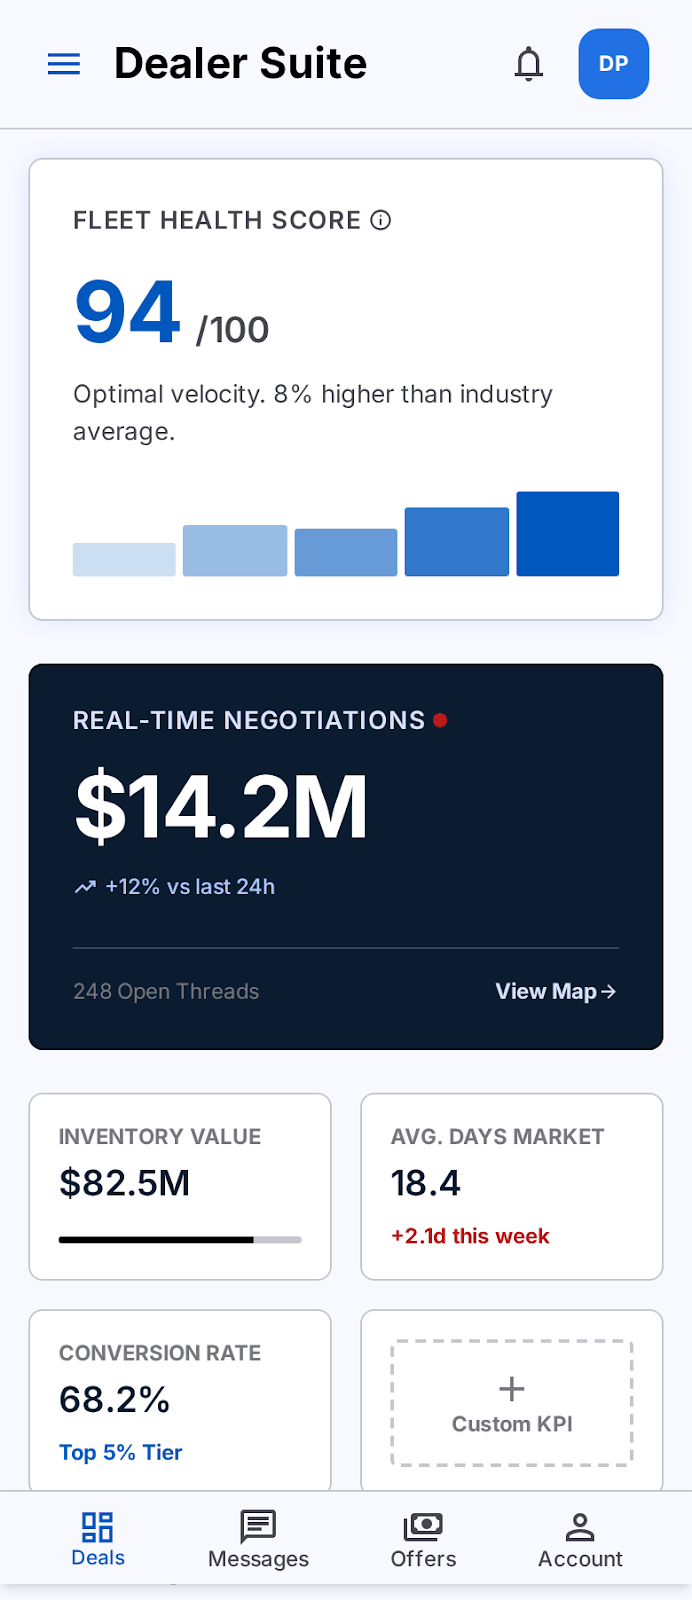 Dealer Suite
DP
FLEET HEALTH SCORE
94 /100
Optimal velocity. 8% higher than industry
average.
REAL-TIME NEGOTIATIONS
$14.2M
+12% vs last 24h
248 Open Threads
View Map
INVENTORY VALUE
$82.5M
AVG. DAYS MARKET
18.4
+2.1d this week
CONVERSION RATE
68.2%
Top 5% Tier
Custom KPI
Deals
Messages
Offers
Account